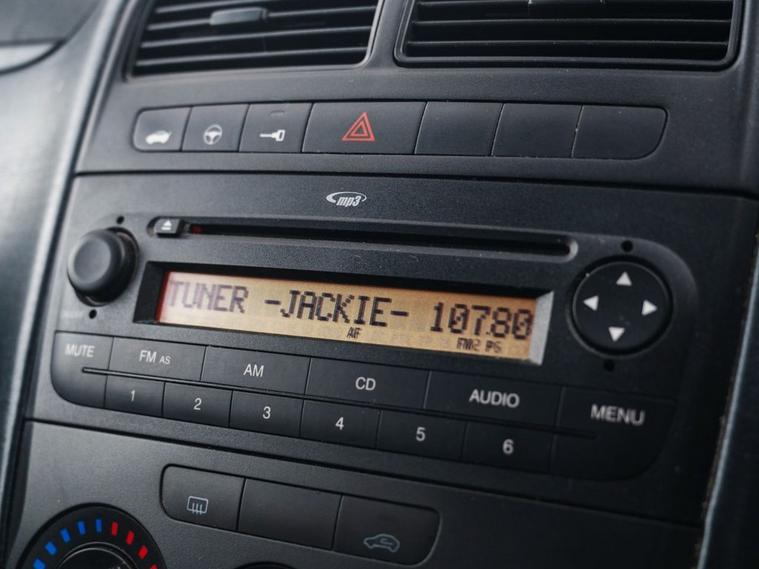 mp3
TUNER -JACKIE- 107.80
AF FM2 PS
MUTE FM AS AM CD AUDIO MENU
1 2 3 4 5 6